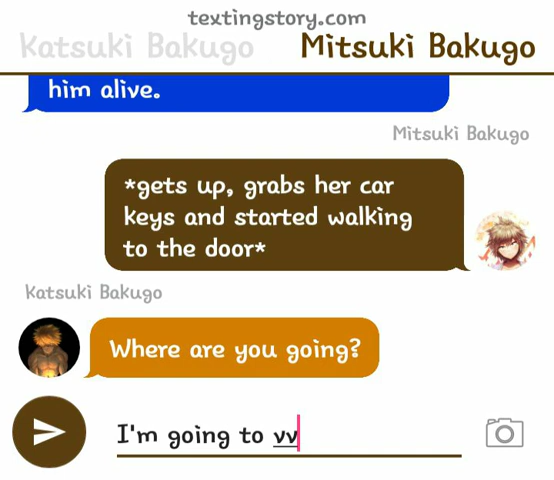 textingstory.com
Katsuki Bakugo Mitsuki Bakugo
him alive.
Mitsuki Bakugo
*gets up, grabs her car
keys and started walking
to the door*
Katsuki Bakugo
Where are you going?
I'm going to vv